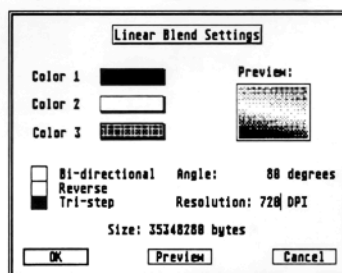 Linear Blend Settings
Color 1
Preview:
Color 2
Color 3
Bi-directional
Angle: 80 degrees
Reverse
Tri-step
Resolution: 720 DPI
Size: 35348280 bytes
OK
Preview
Cancel